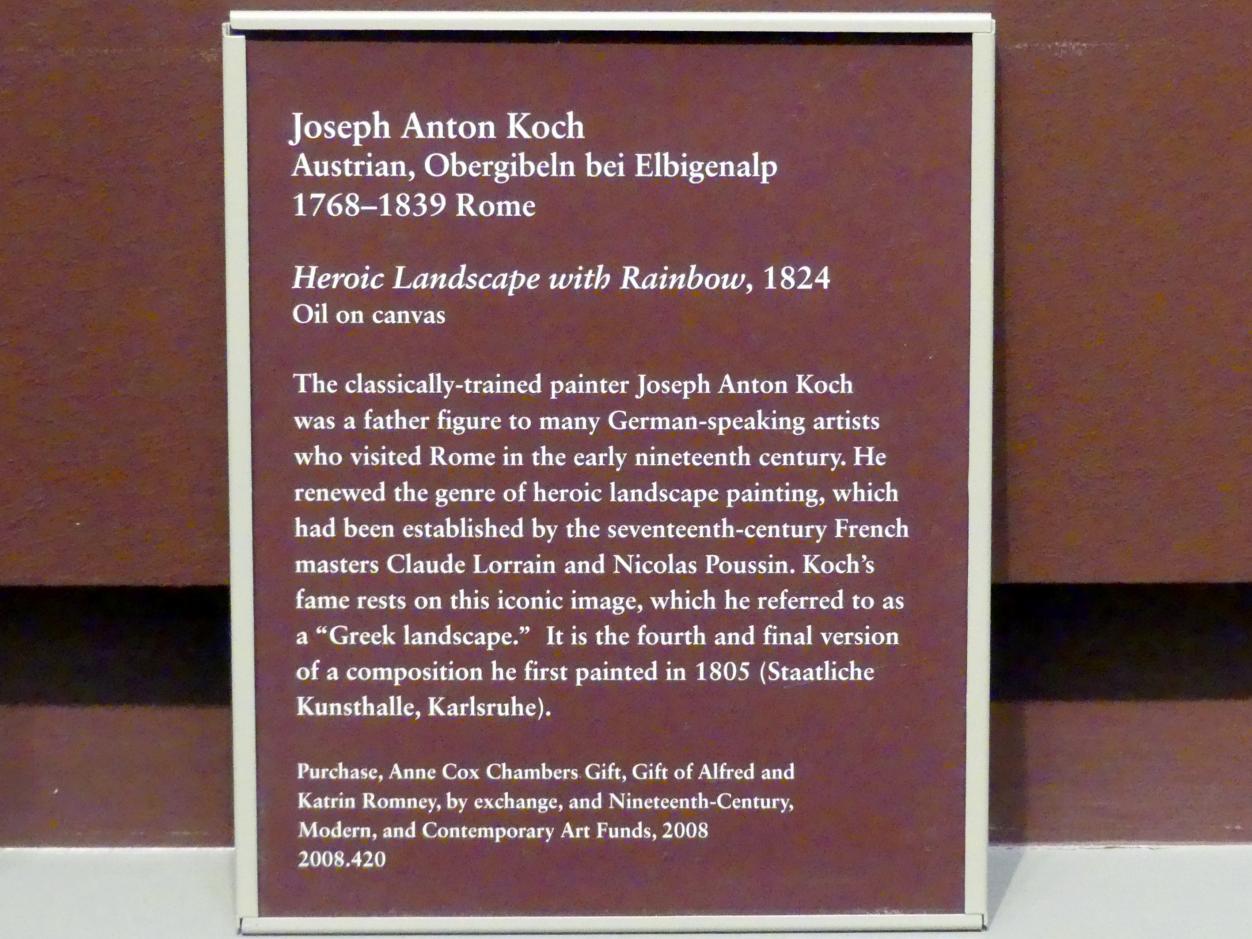 Joseph Anton Koch
Austrian, Obergibeln bei Elbigenalp
1768–1839 Rome
Heroic Landscape with Rainbow, 1824
Oil on canvas
The classically-trained painter Joseph Anton Koch
was a father figure to many German-speaking artists
who visited Rome in the early nineteenth century. He
renewed the genre of heroic landscape painting, which
had been established by the seventeenth-century French
masters Claude Lorrain and Nicolas Poussin. Koch’s
fame rests on this iconic image, which he referred to as
a “Greek landscape.”  It is the fourth and final version
of a composition he first painted in 1805 (Staatliche
Kunsthalle, Karlsruhe).
Purchase, Anne Cox Chambers Gift, Gift of Alfred and
Katrin Romney, by exchange, and Nineteenth-Century,
Modern, and Contemporary Art Funds, 2008
2008.420